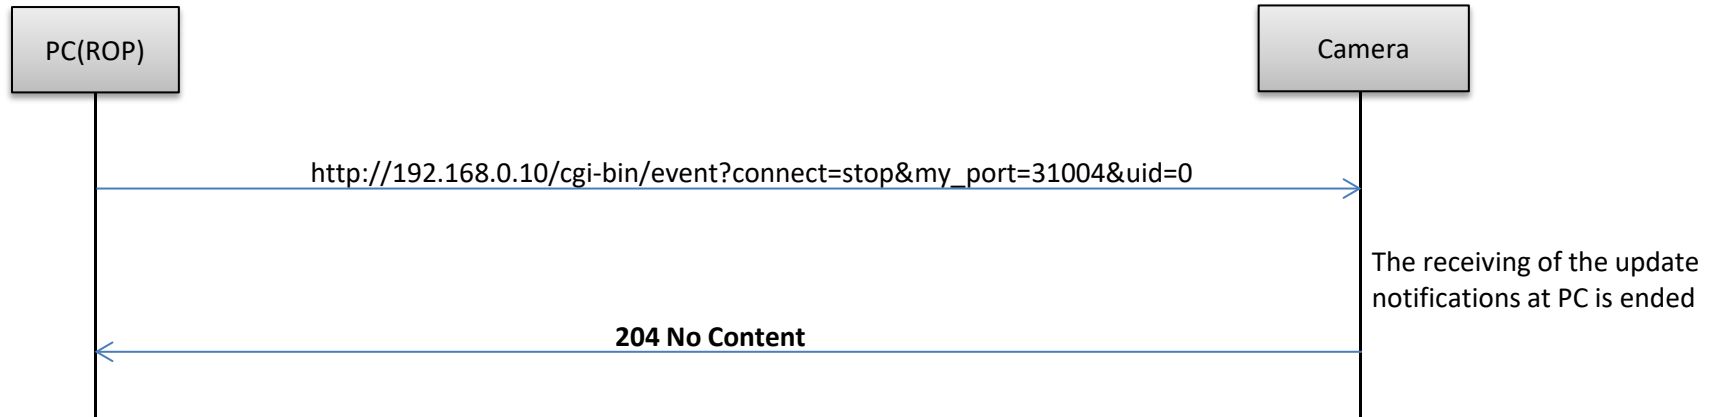 PC(ROP)
Camera
http://192.168.0.10/cgi-bin/event?connect=stop&my_port=31004&uid=0
The receiving of the update
notifications at PC is ended
204 No Content